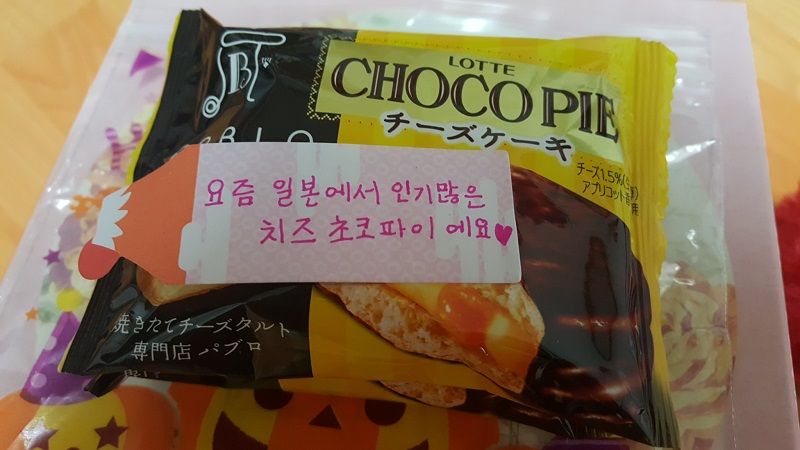 LOTTE
CHOCO PIE
チーズケーキ
チーズ1.5%
アプリコット
요즘 일본에서 인기많은
치즈 초코파이 예요♥
焼きたてチーズタルト
専門店 パブロ